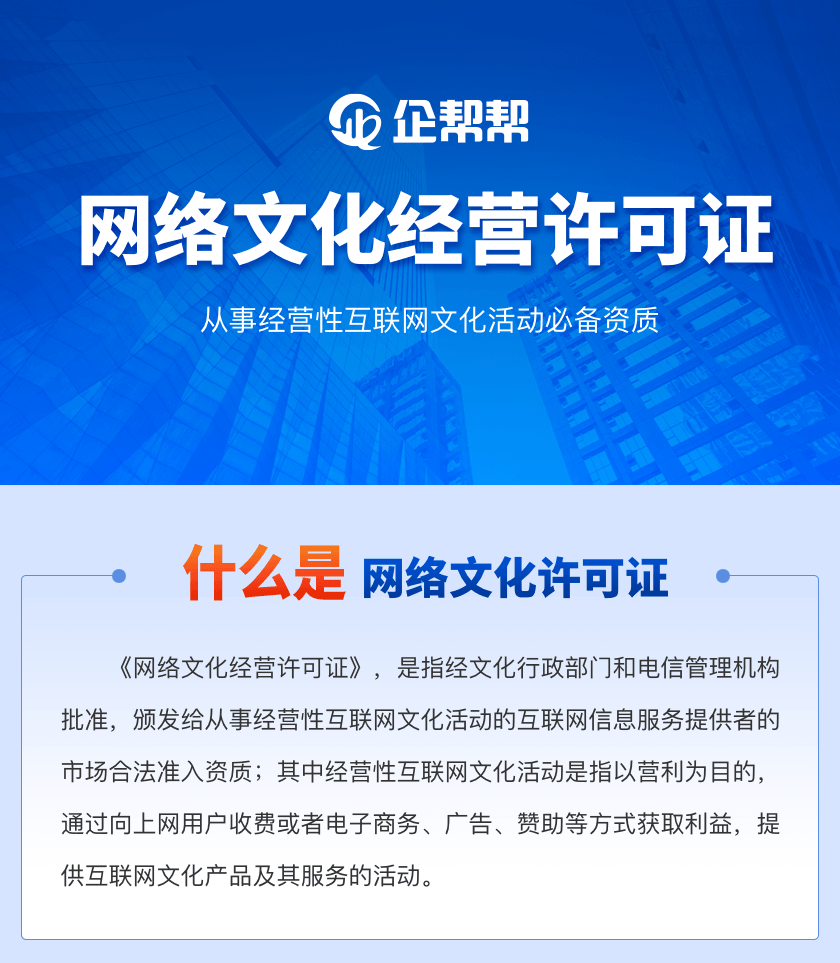 企帮帮
网络文化经营许可证
从事经营性互联网文化活动必备资质
什么是 网络文化许可证
《网络文化经营许可证》，是指经文化行政部门和电信管理机构
批准，颁发给从事经营性互联网文化活动的互联网信息服务提供者的
市场合法准入资质；其中经营性互联网文化活动是指以营利为目的，
通过向上网用户收费或者电子商务、广告、赞助等方式获取利益，提
供互联网文化产品及其服务的活动。